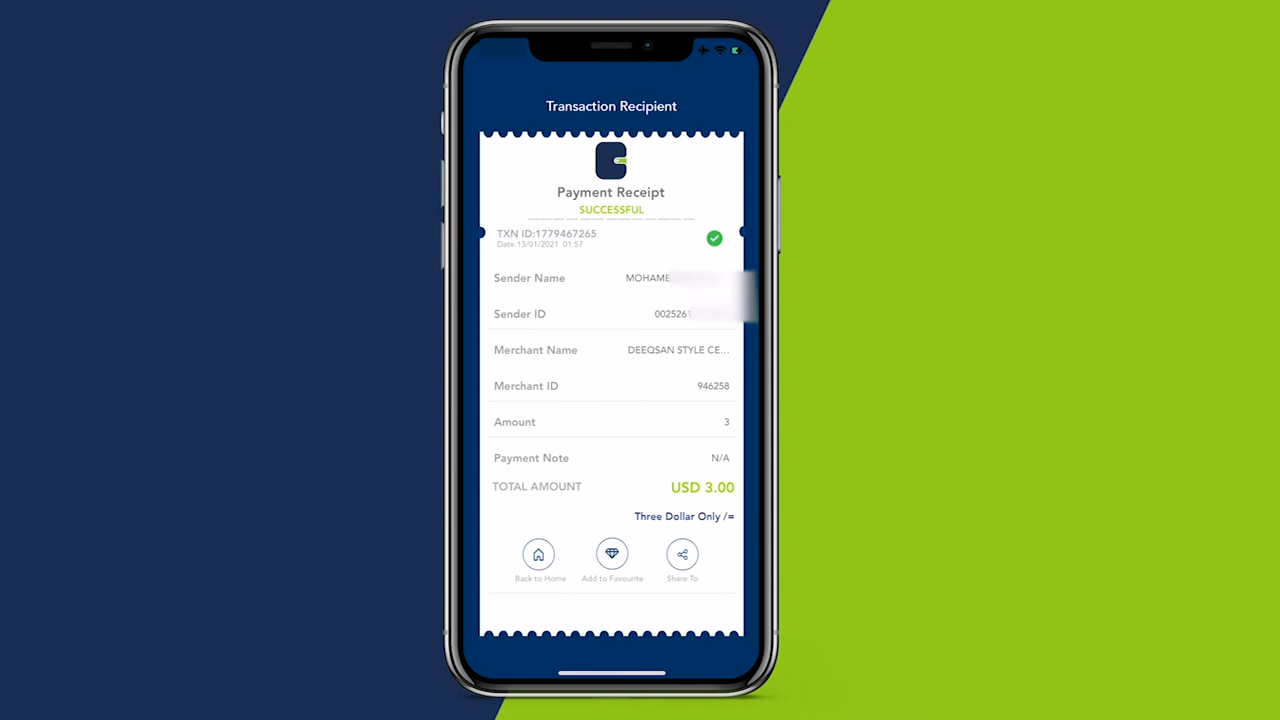 Transaction Recipient
Payment Receipt
SUCCESSFUL
TXN ID:1779467265
Date:13/01/2021 01:57
Sender Name MOHAME
Sender ID 0025261
Merchant Name DEEQSAN STYLE CE...
Merchant ID 946258
Amount 3
Payment Note N/A
TOTAL AMOUNT USD 3.00
Three Dollar Only /=
Back to Home Add to Favourite Share To